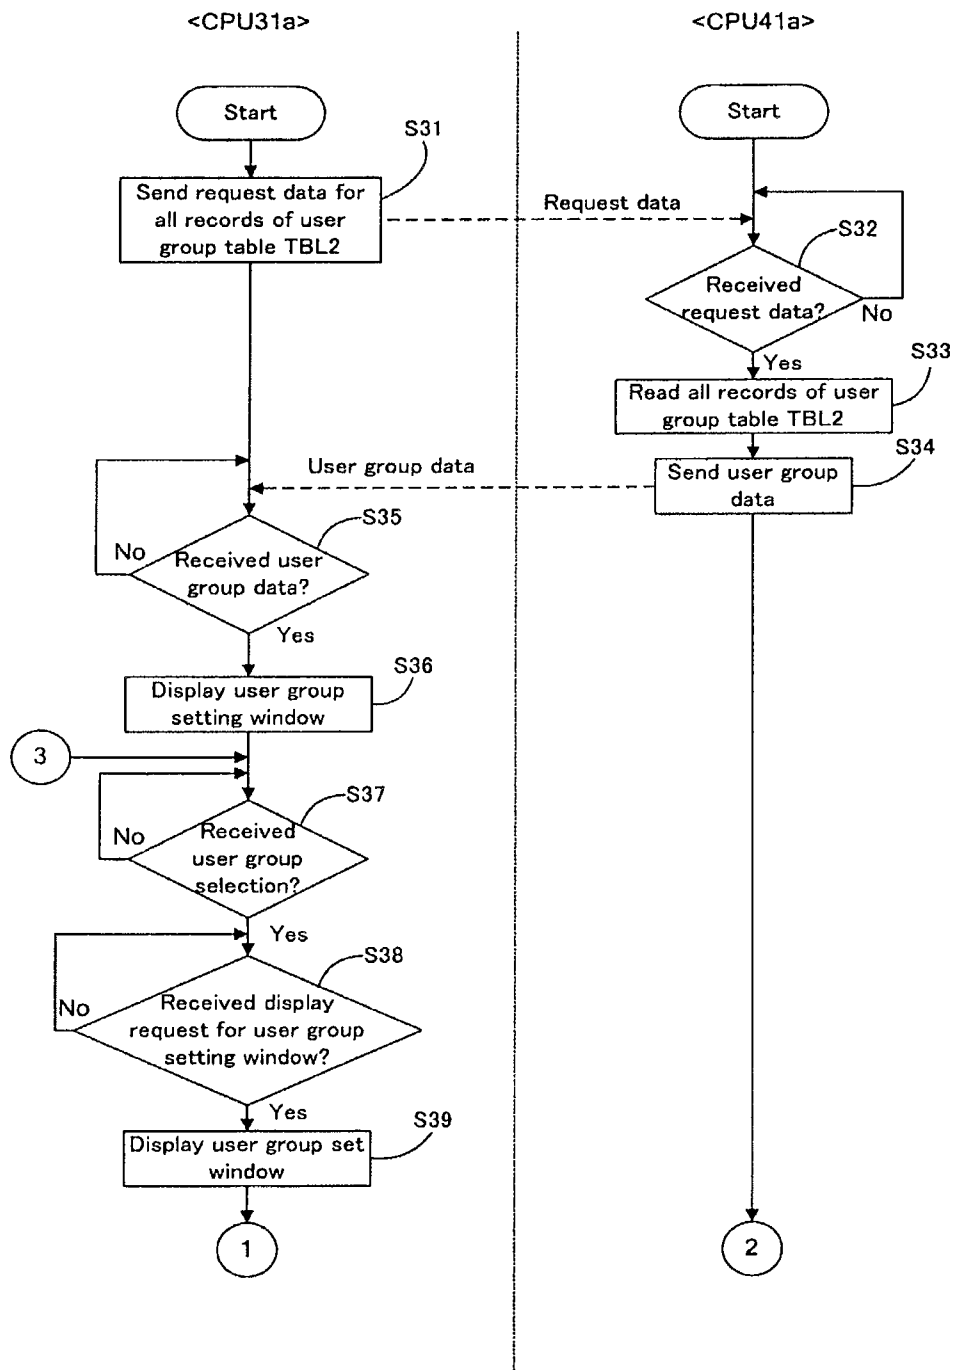 <CPU31a>
<CPU41a>
Start
Start
S31
Send request data for
all records of user
group table TBL2
Request data
S32
Received
request data?
No
Yes
S33
Read all records of user
group table TBL2
S34
Send user group
data
User group data
S35
No
Received user
group data?
Yes
S36
Display user group
setting window
3
S37
No
Received
user group
selection?
Yes
S38
No
Received display
request for user group
setting window?
Yes
S39
Display user group set
window
1
2